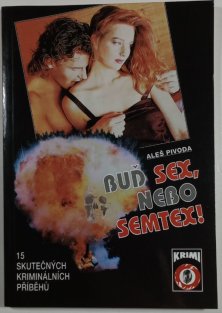 ALEŠ PIVODA
BUĎ SEX,
NEBO
SEMTEX!
15
SKUTEČNÝCH
KRIMINÁLNÍCH
PŘÍBĚHŮ
KRIMI